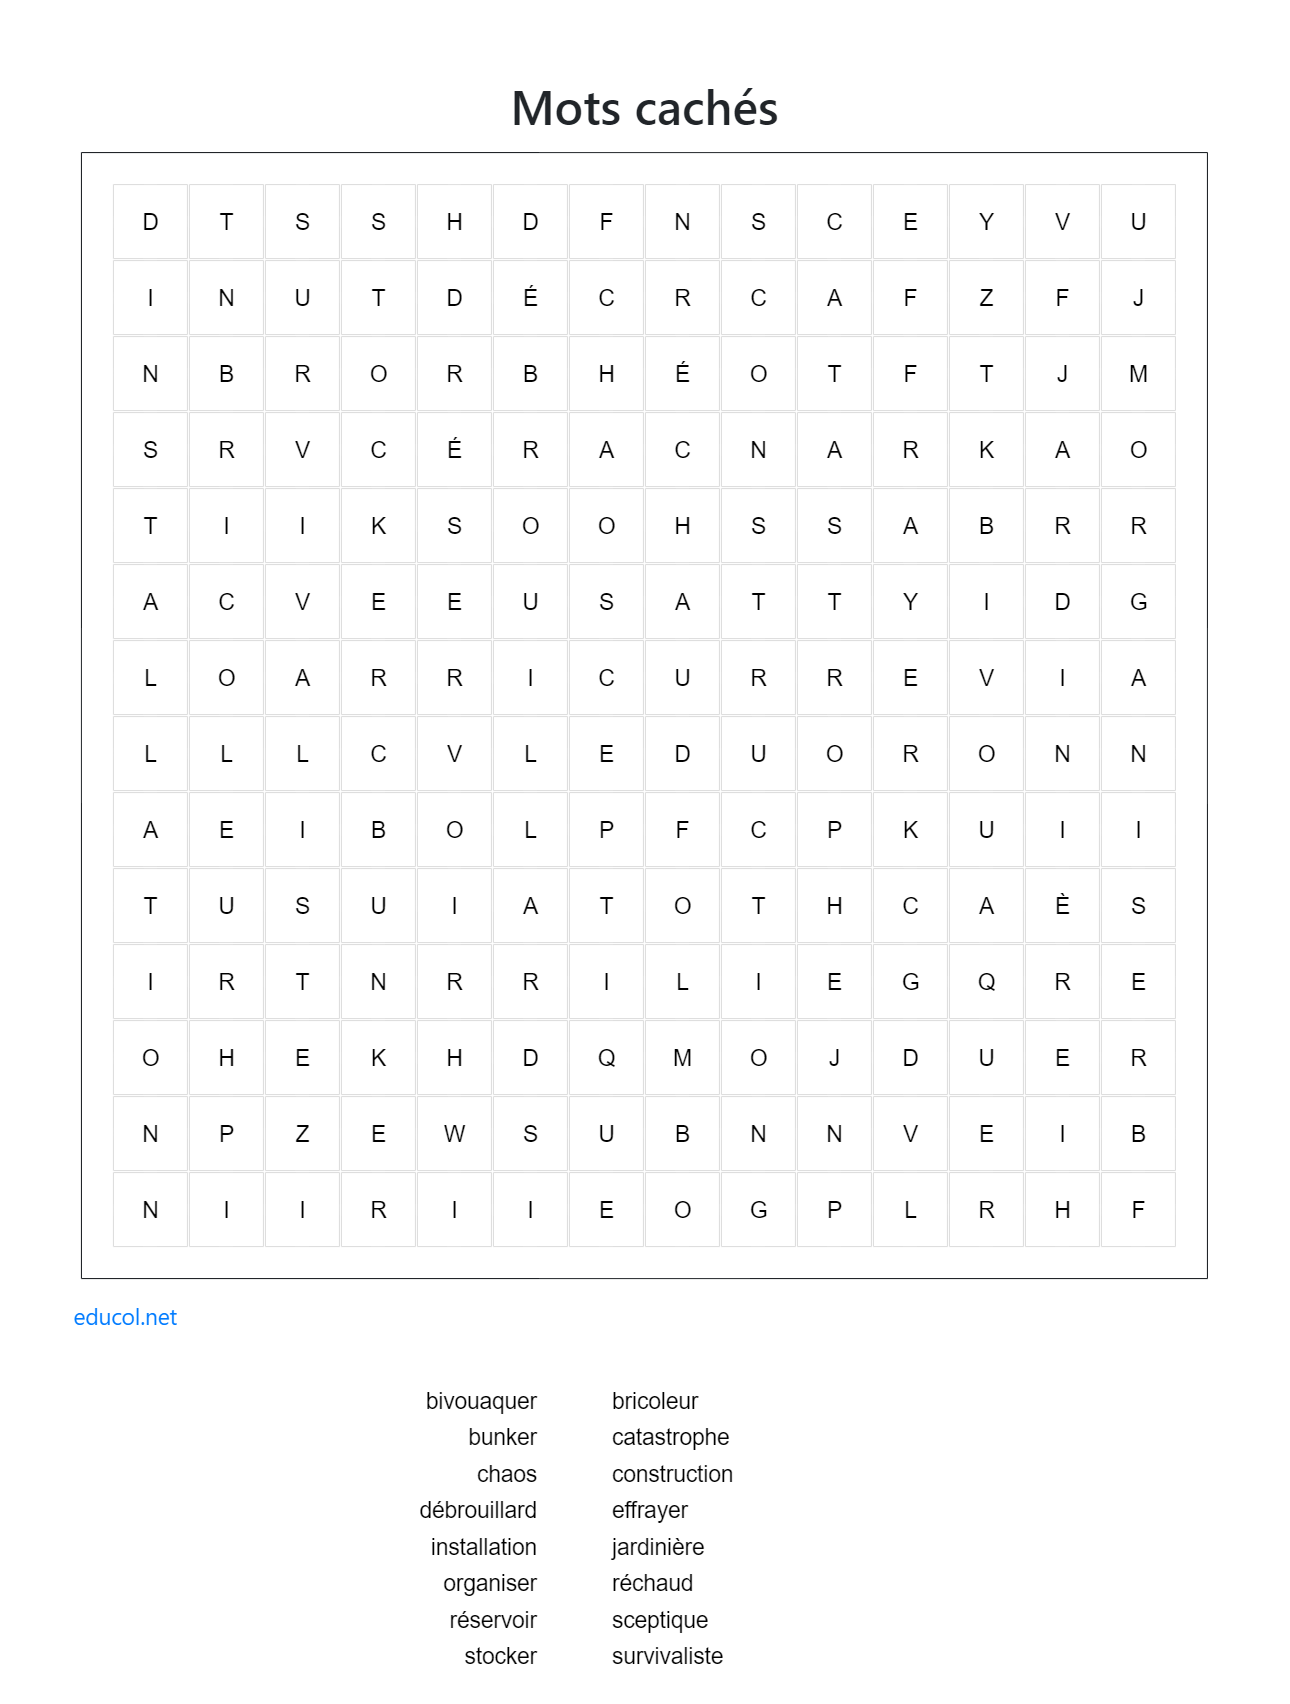 Mots cachés
D T S S H D F N S C E Y V U
I N U T D É C R C A F Z F J
N B R O R B H É O T F T J M
S R V C É R A C N A R K A O
T I I K S O O H S S A B R R
A C V E E U S A T T Y I D G
L O A R R I C U R R E V I A
L L L C V L E D U O R O N N
A E I B O L P F C P K U I I
T U S U I A T O T H C A È S
I R T N R R I L I E G Q R E
O H E K H D Q M O J D U E R
N P Z E W S U B N N V E I B
N I I R I I E O G P L R H F
educol.net
bivouaquer bricoleur
bunker catastrophe
chaos construction
débrouillard effrayer
installation jardinière
organiser réchaud
réservoir sceptique
stocker survivaliste